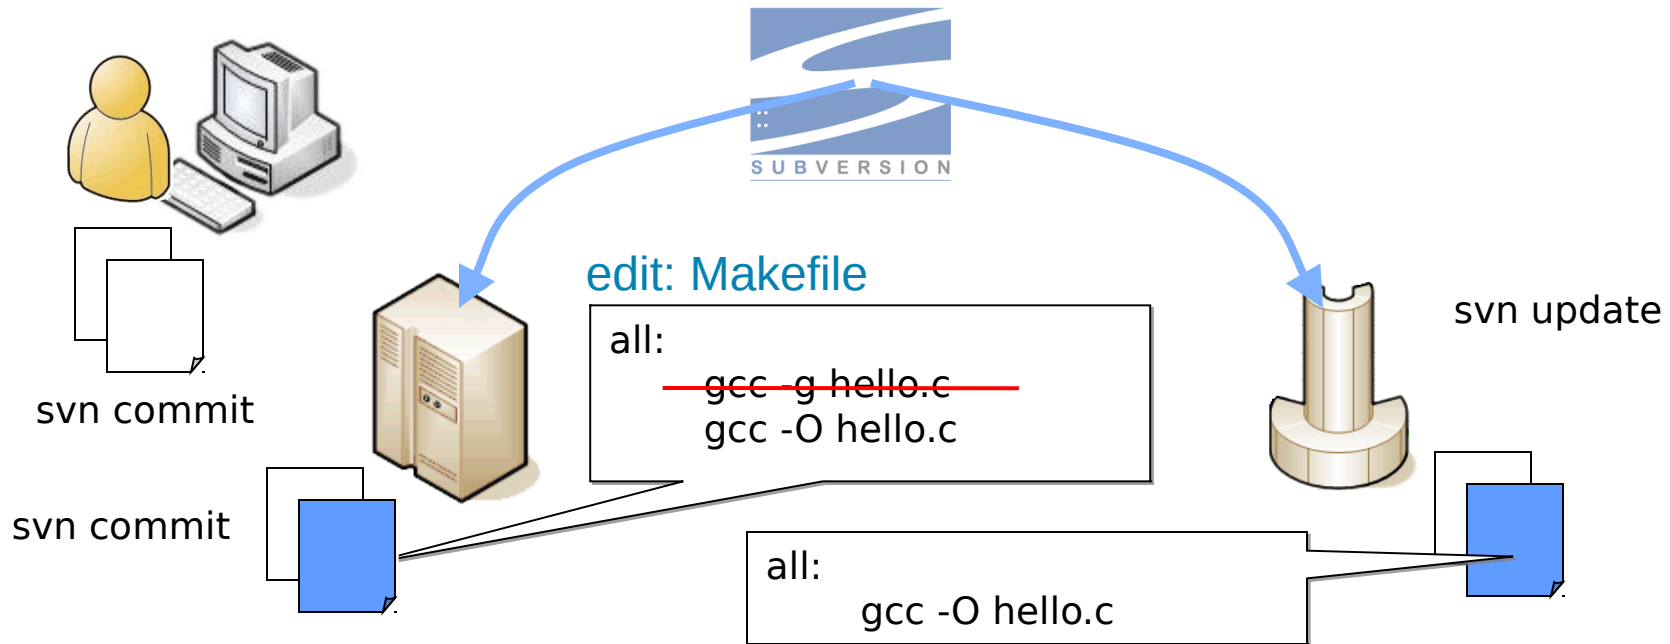 SUBVERSION
edit: Makefile
svn update
all:
gcc -g hello.c
gcc -O hello.c
svn commit
svn commit
all:
gcc -O hello.c